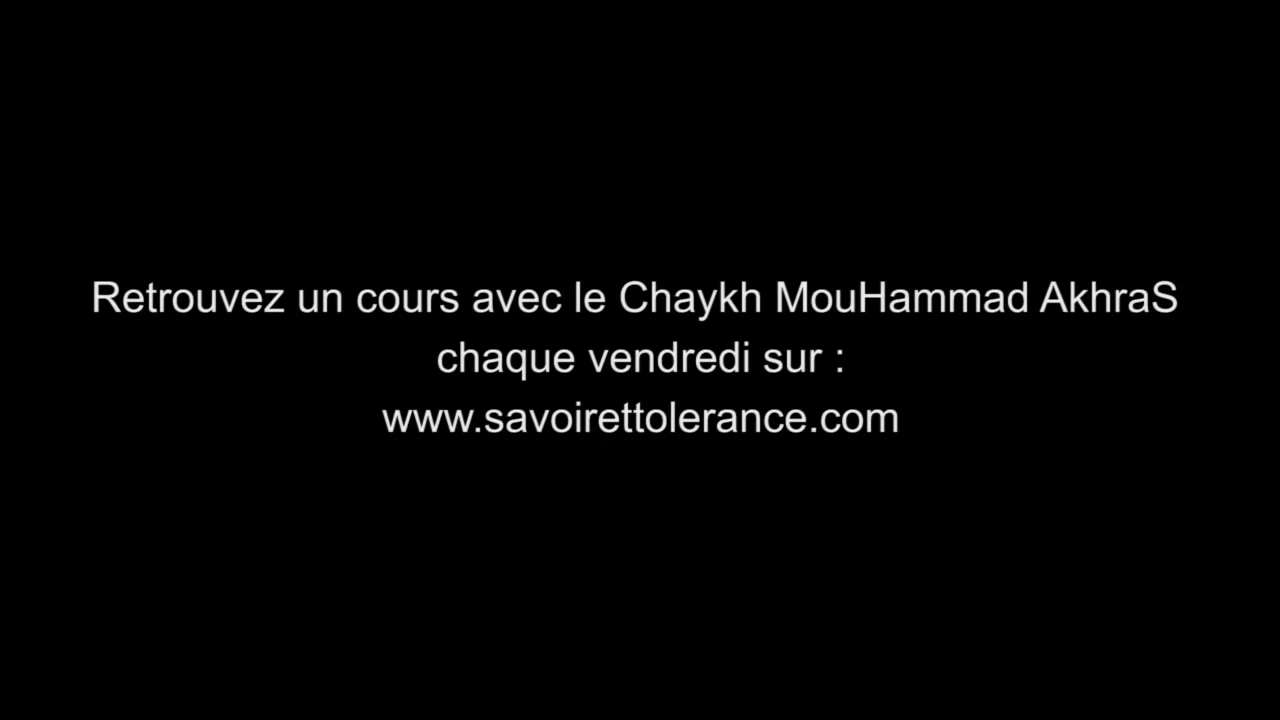 Retrouvez un cours avec le Chaykh MouHammad AkhraS
chaque vendredi sur :
www.savoirettolerance.com